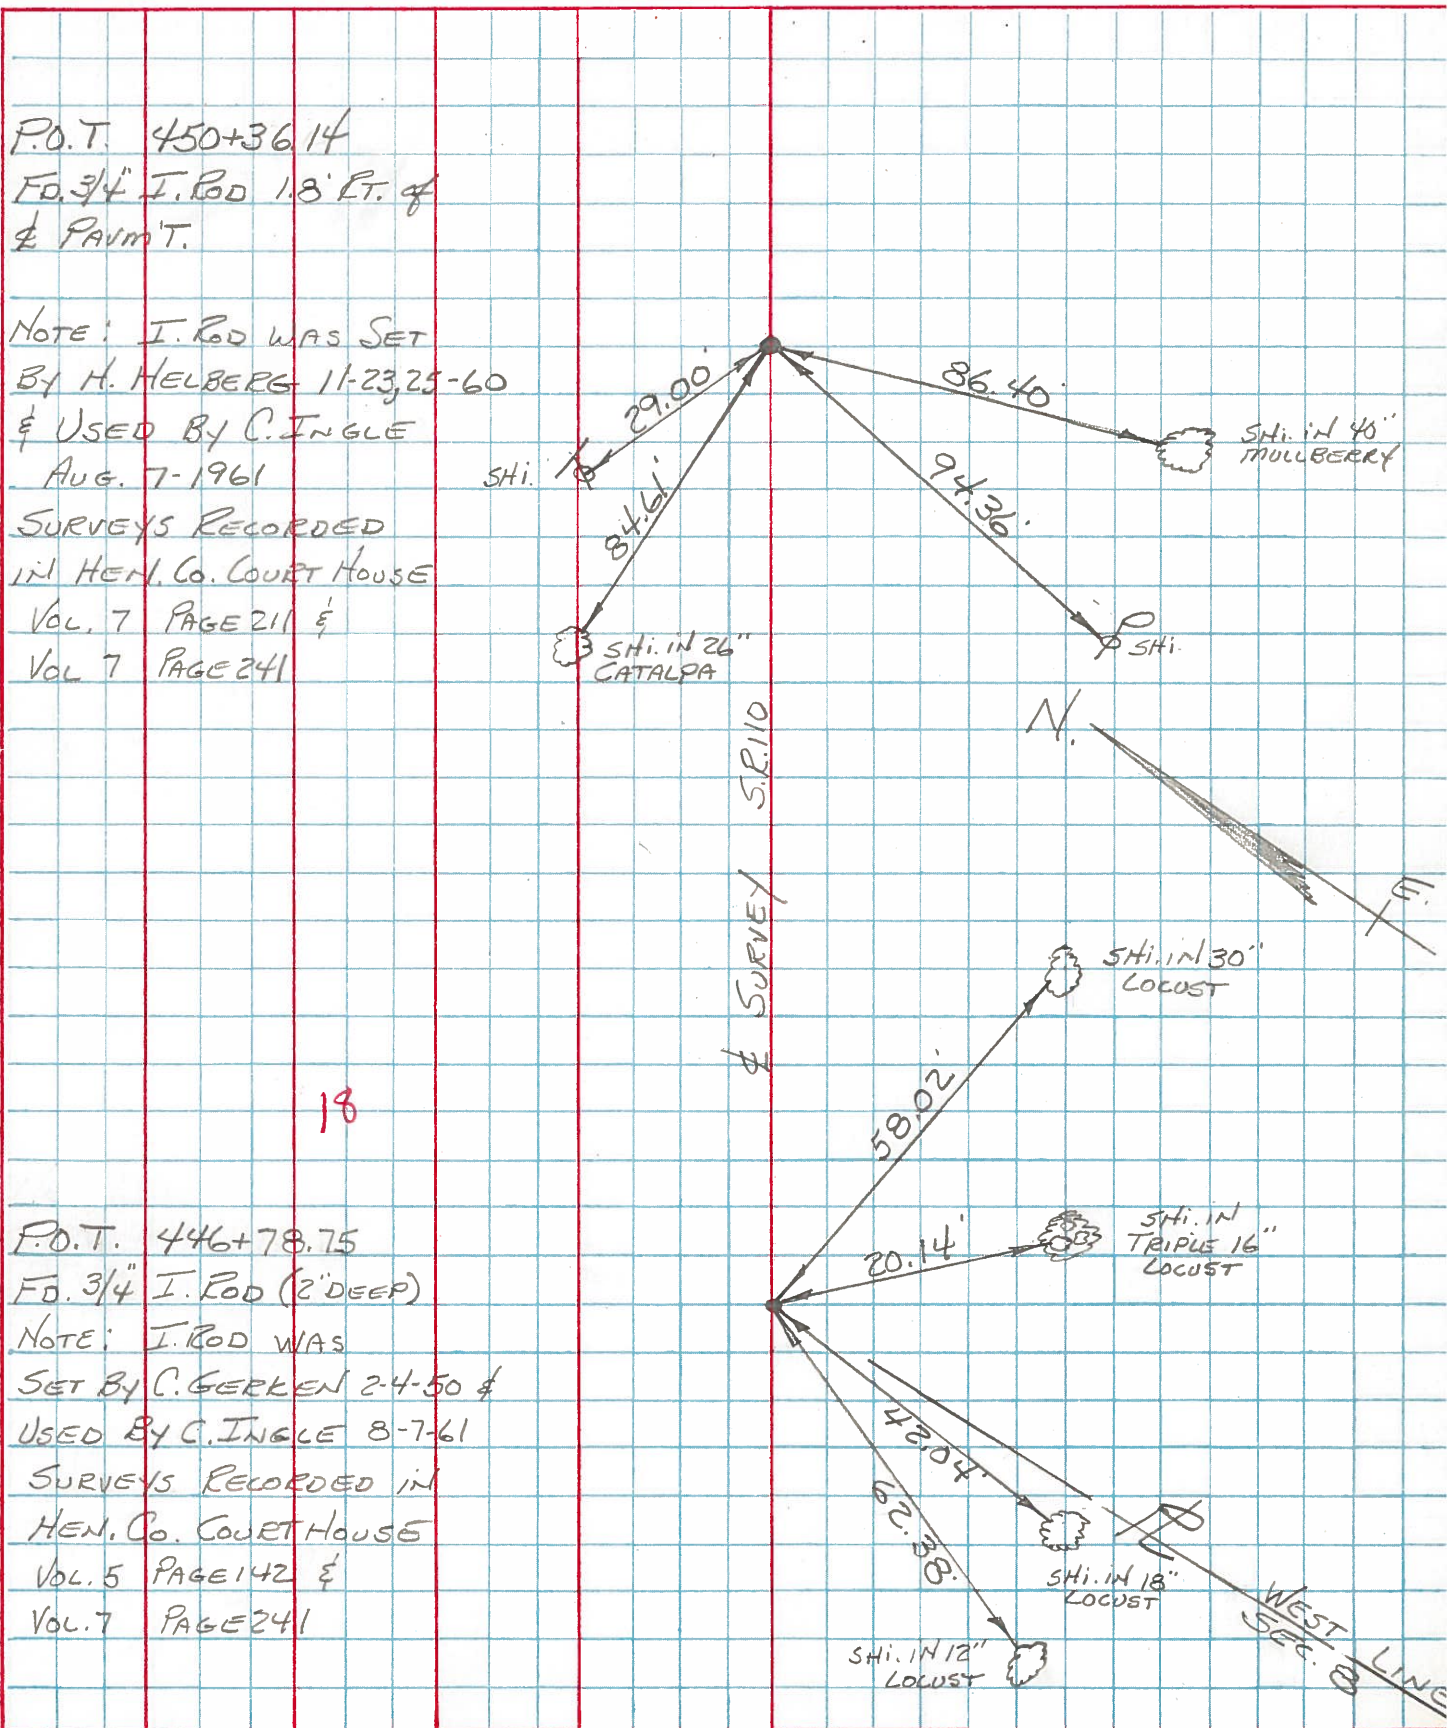 P.O.T. 450+36.14
FD. 3/4" I. ROD 1.8' RT. of
℄ PAVM'T.
NOTE: I. ROD WAS SET
BY H. HELBERG 11-23,25-60
& USED BY C. INGLE
AUG. 7-1961
SURVEYS RECORDED
IN HEN. CO. COURT HOUSE
VOL. 7 PAGE 211 &
VOL 7 PAGE 241
29.00'
86.40'
SHI. IN 40"
MULLBERRY
SHI.
84.61'
94.36'
SHI. IN 26"
CATALPA
SHI.
N.
E.
℄ SURVEY S.R. 110
SHI. IN 30"
LOCUST
58.02'
18
P.O.T. 446+78.75
FD. 3/4" I. ROD (2" DEEP)
NOTE: I. ROD WAS
SET BY C. GERKEN 2-4-50 &
USED BY C. INGLE 8-7-61
SURVEYS RECORDED IN
HEN. CO. COURT HOUSE
VOL. 5 PAGE 142 &
VOL. 7 PAGE 241
20.14'
SHI. IN
TRIPLE 16"
LOCUST
42.04'
62.38'
SHI. IN 18"
LOCUST
SHI. IN 12"
LOCUST
WEST LINE
SEC. 8